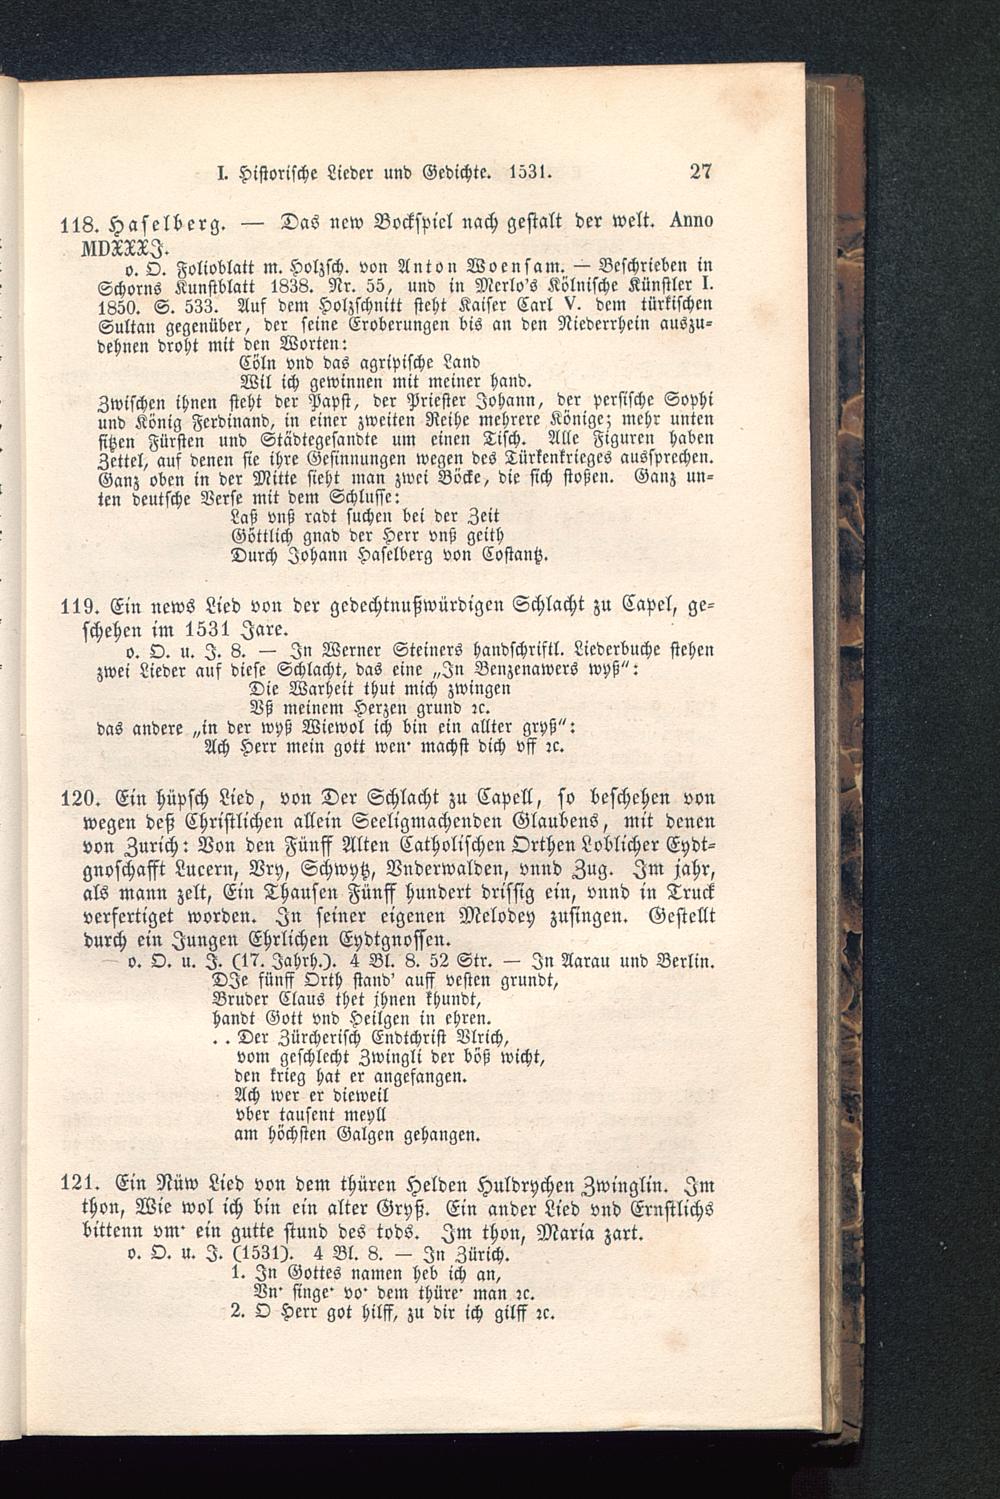 I. Historische Lieder und Gedichte. 1531. 27
118. Haselberg. — Das new Bockspiel nach gestalt der welt. Anno
MDXXXJ.
o. O. Folioblatt m. Holzsch. von Anton Woensam. — Beschrieben in
Schorns Kunstblatt 1838. Nr. 55, und in Merlo's Kölnische Künstler I.
1850. S. 533. Auf dem Holzschnitt steht Kaiser Carl V. dem türkischen
Sultan gegenüber, der seine Eroberungen bis an den Niederrhein auszu-
dehnen droht mit den Worten:
Cöln vnd das agripische Land
Wil ich gewinnen mit meiner hand.
Zwischen ihnen steht der Papst, der Priester Johann, der persische Sophi
und König Ferdinand, in einer zweiten Reihe mehrere Könige; mehr unten
sitzen Fürsten und Städtegesandte um einen Tisch. Alle Figuren haben
Zettel, auf denen sie ihre Gesinnungen wegen des Türkenkrieges aussprechen.
Ganz oben in der Mitte sieht man zwei Böcke, die sich stoßen. Ganz un-
ten deutsche Verse mit dem Schlusse:
Laß vnß radt suchen bei der Zeit
Göttlich gnad der Herr vnß geith
Durch Johann Haselberg von Costantz.
119. Ein news Lied von der gedechtnußwürdigen Schlacht zu Capel, ge-
schehen im 1531 Jare.
o. O. u. J. 8. — In Werner Steiners handschriftl. Liederbuche stehen
zwei Lieder auf diese Schlacht, das eine „In Benzenawers wyß“:
Die Warheit thut mich zwingen
Vß meinem Herzen grund ꝛc.
das andere „in der wyß Wiewol ich bin ein allter gryß“:
Ach Herr mein gott wen· machst dich vff ꝛc.
120. Ein hüpsch Lied, von Der Schlacht zu Capell, so beschehen von
wegen deß Christlichen allein Seeligmachenden Glaubens, mit denen
von Zurich: Von den Fünff Alten Catholischen Orthen Loblicher Eydt-
gnoschafft Lucern, Vry, Schwytz, Vnderwalden, vnnd Zug. Im jahr,
als mann zelt, Ein Thausen Fünff hundert drissig ein, vnnd in Truck
verfertiget worden. In seiner eigenen Melodey zusingen. Gestellt
durch ein Jungen Ehrlichen Eydtgnossen.
o. O. u. J. (17. Jahrh.). 4 Bl. 8. 52 Str. — In Aarau und Berlin.
DJe fünff Orth stand' auff vesten grundt,
Bruder Claus thet jhnen khundt,
handt Gott vnd Heilgen in ehren.
. . Der Zürcherisch Endtchrist Vlrich,
vom geschlecht Zwingli der böß wicht,
den krieg hat er angefangen.
Ach wer er dieweil
vber tausent meyll
am höchsten Galgen gehangen.
121. Ein Nüw Lied von dem thüren Helden Huldrychen Zwinglin. Im
thon, Wie wol ich bin ein alter Gryß. Ein ander Lied vnd Ernstlichs
bittenn vm· ein gutte stund des tods. Im thon, Maria zart.
o. O. u. J. (1531). 4 Bl. 8. — In Zürich.
1. In Gottes namen heb ich an,
Vn· singe· vo· dem thüre· man ꝛc.
2. O Herr got hilff, zu dir ich gilff ꝛc.